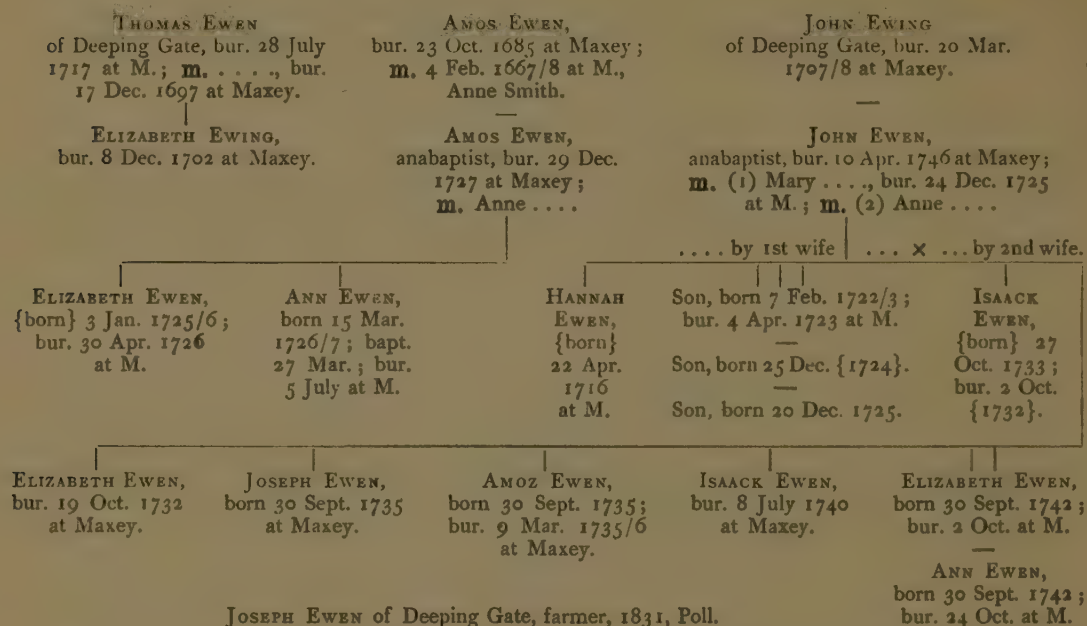 THOMAS EWEN
of Deeping Gate, bur. 28 July
1717 at M.; m. . . . ., bur.
17 Dec. 1697 at Maxey.
ELIZABETH EWING,
bur. 8 Dec. 1702 at Maxey.
AMOS EWEN,
bur. 23 Oct. 1685 at Maxey;
m. 4 Feb. 1667/8 at M.,
Anne Smith.
—
AMOS EWEN,
anabaptist, bur. 29 Dec.
1727 at Maxey;
m. Anne . . . .
JOHN EWING
of Deeping Gate, bur. 20 Mar.
1707/8 at Maxey.
—
JOHN EWEN,
anabaptist, bur. 10 Apr. 1746 at Maxey;
m. (1) Mary . . . ., bur. 24 Dec. 1725
at M.; m. (2) Anne . . . .
. . . . by 1st wife . . . × . . . by 2nd wife.
ELIZABETH EWEN,
{born} 3 Jan. 1725/6;
bur. 30 Apr. 1726
at M.
ANN EWEN,
born 15 Mar.
1726/7; bapt.
27 Mar.; bur.
5 July at M.
HANNAH
EWEN,
{born}
22 Apr.
1716
at M.
Son, born 7 Feb. 1722/3;
bur. 4 Apr. 1723 at M.
—
Son, born 25 Dec. {1724}.
—
Son, born 20 Dec. 1725.
ISAACK
EWEN,
{born} 27
Oct. 1733;
bur. 2 Oct.
{1732}.
ELIZABETH EWEN,
bur. 19 Oct. 1732
at Maxey.
JOSEPH EWEN,
born 30 Sept. 1735
at Maxey.
AMOZ EWEN,
born 30 Sept. 1735;
bur. 9 Mar. 1735/6
at Maxey.
ISAACK EWEN,
bur. 8 July 1740
at Maxey.
ELIZABETH EWEN,
born 30 Sept. 1742;
bur. 2 Oct. at M.
—
ANN EWEN,
born 30 Sept. 1742;
bur. 24 Oct. at M.
JOSEPH EWEN of Deeping Gate, farmer, 1831, Poll.